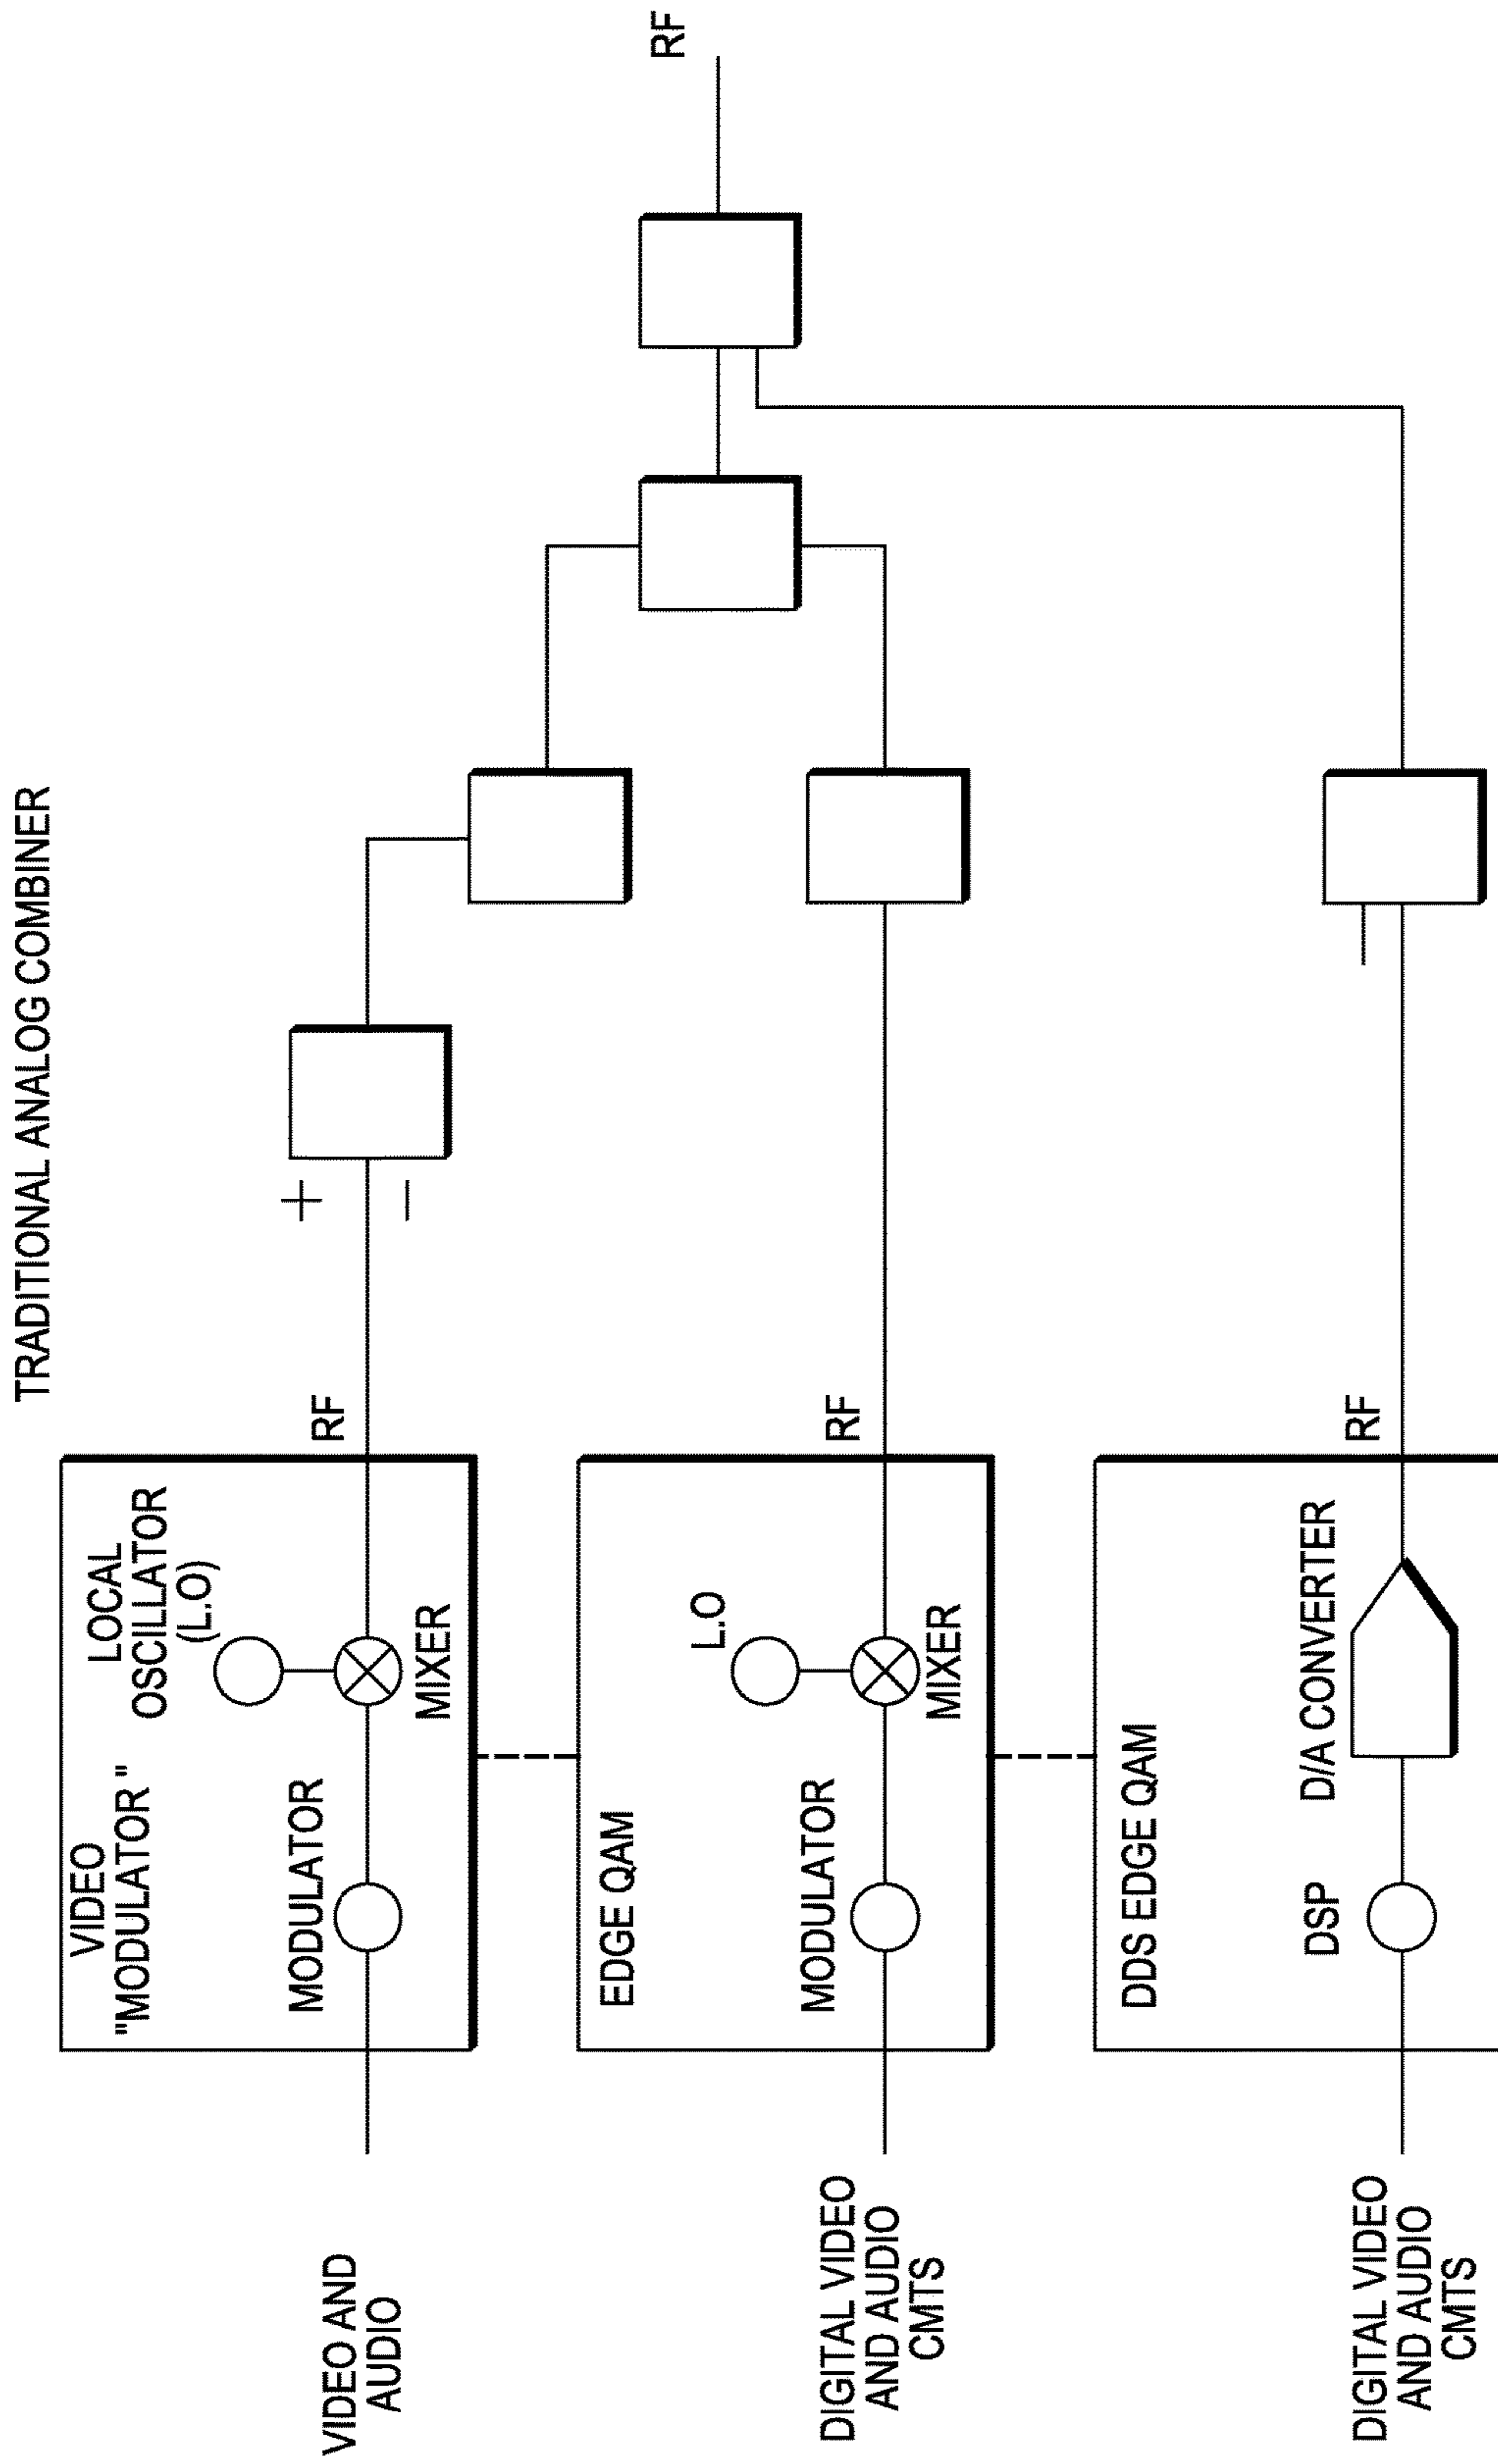 TRADITIONAL ANALOG COMBINER
VIDEO AND
AUDIO
VIDEO
"MODULATOR"
MODULATOR
LOCAL
OSCILLATOR
(L.O)
MIXER
RF
+
−
DIGITAL VIDEO
AND AUDIO
CMTS
EDGE QAM
MODULATOR
L.O
MIXER
RF
RF
DIGITAL VIDEO
AND AUDIO
CMTS
DDS EDGE QAM
DSP
D/A CONVERTER
RF